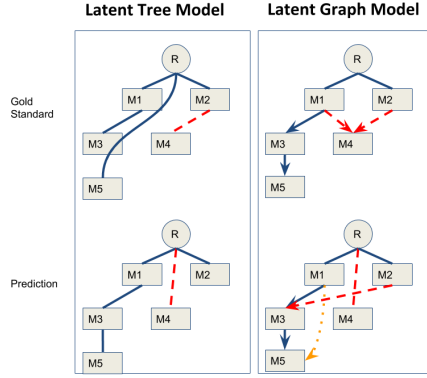 Latent Tree Model Latent Graph Model
Gold
Standard
R
M1 M2
M3 M4
M5
R
M1 M2
M3 M4
M5
Prediction
R
M1 M2
M3 M4
M5
R
M1 M2
M3 M4
M5